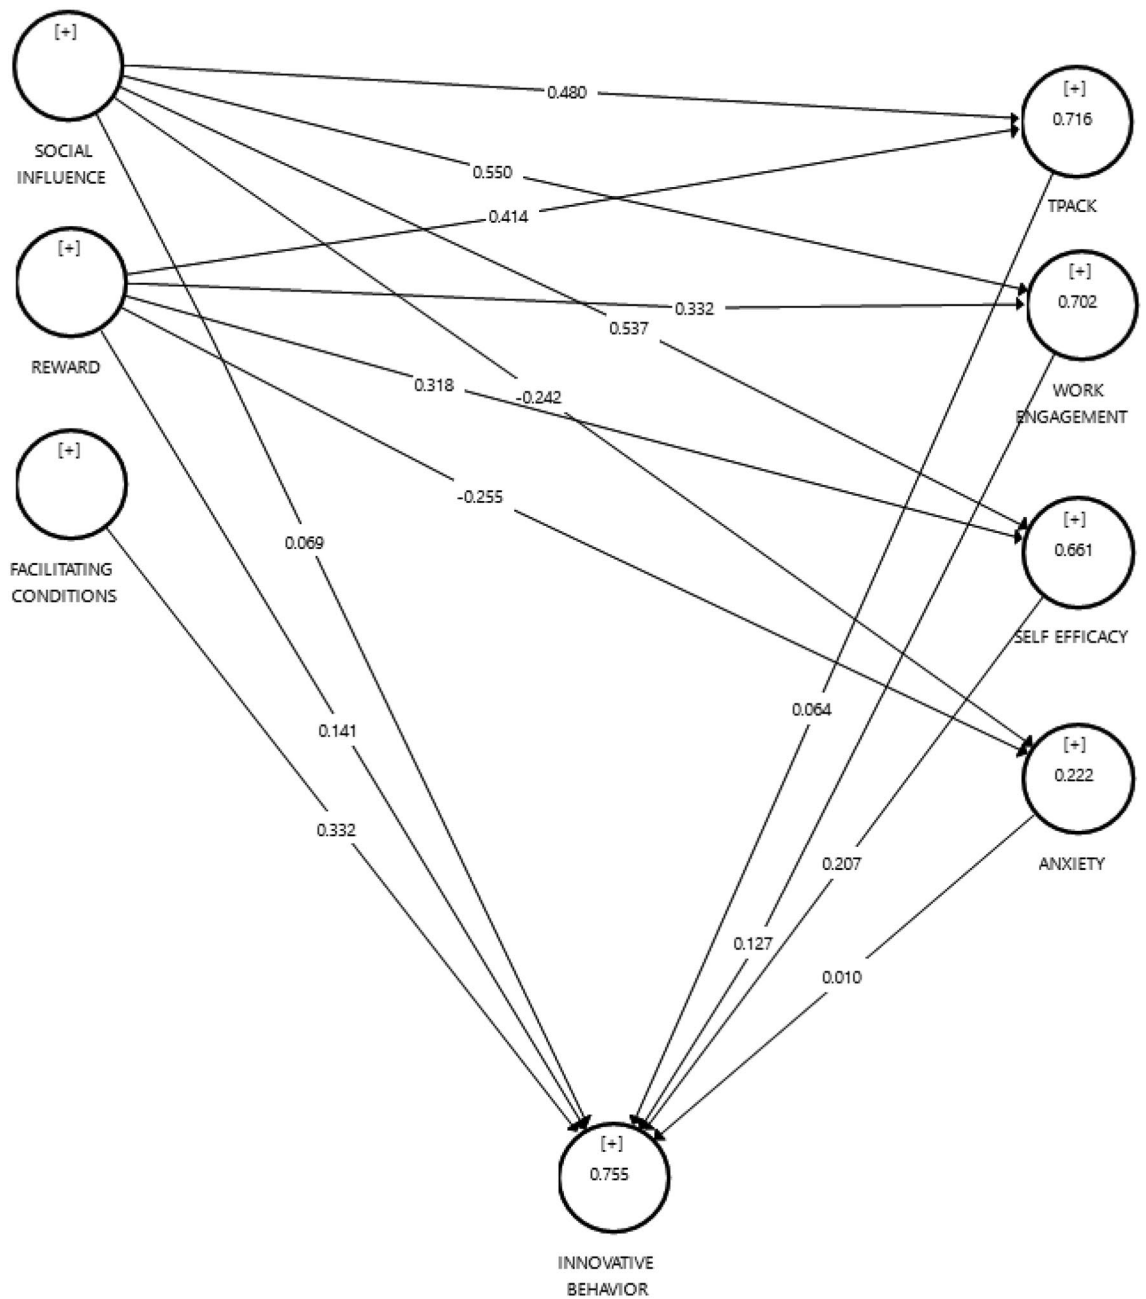 [+]
SOCIAL
INFLUENCE
[+]
REWARD
[+]
FACILITATING
CONDITIONS
0.480
0.550
0.414
0.332
0.537
0.318
-0.242
-0.255
0.069
0.141
0.332
0.064
0.207
0.127
0.010
[+]
0.716
TPACK
[+]
0.702
WORK
ENGAGEMENT
[+]
0.661
SELF EFFICACY
[+]
0.222
ANXIETY
[+]
0.755
INNOVATIVE
BEHAVIOR